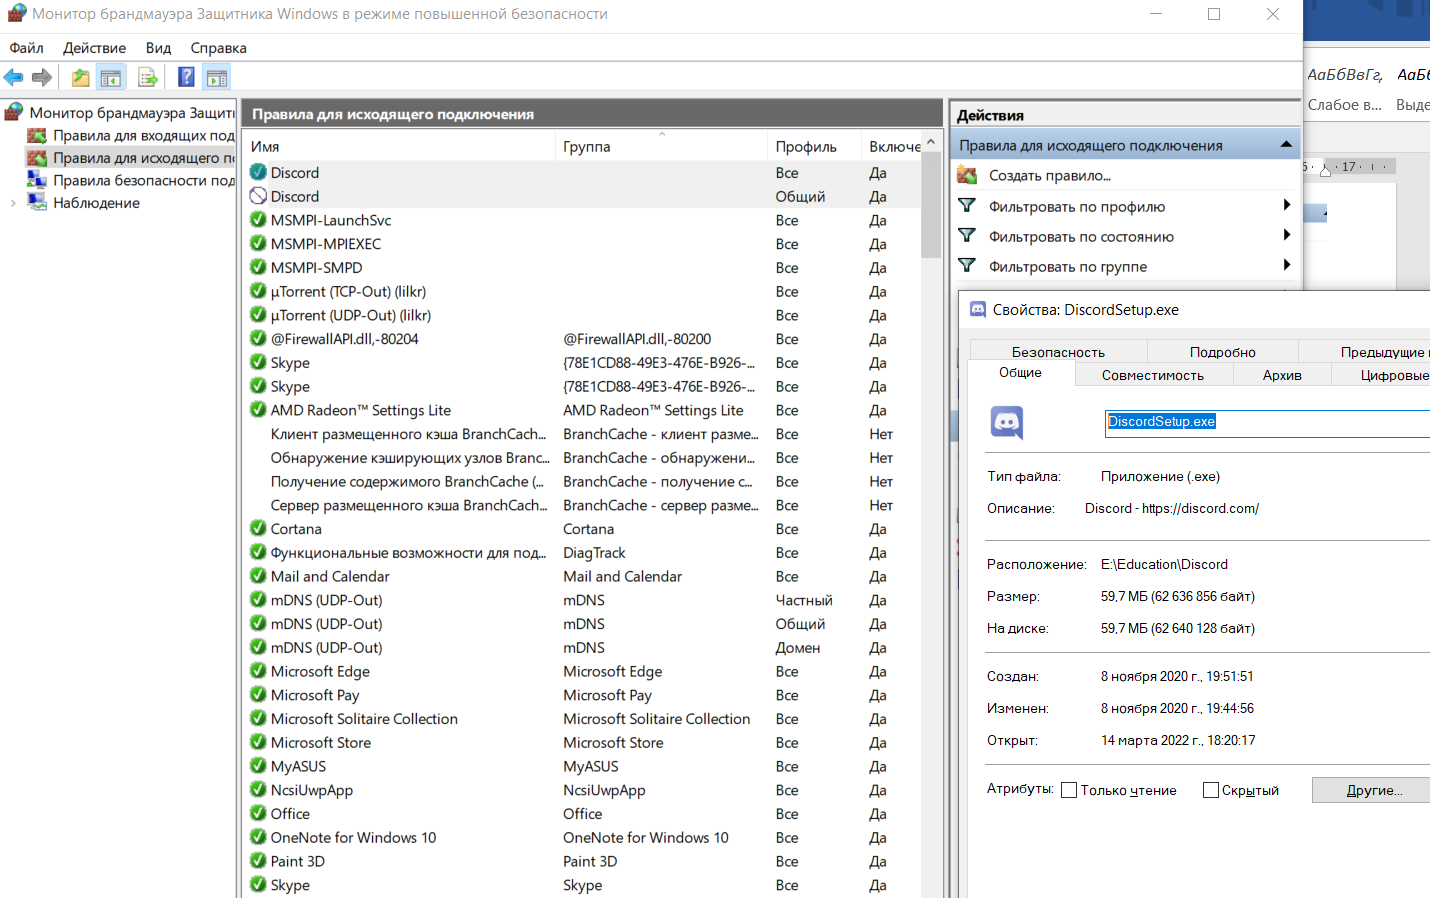 Монитор брандмауэра Защитника Windows в режиме повышенной безопасности
Файл Действие Вид Справка
Монитор брандмауэра Защит
Правила для входящих под
Правила для исходящего п
Правила безопасности под
Наблюдение
Правила для исходящего подключения
Имя Группа Профиль Включе
Discord Все Да
Discord Общий Да
MSMPI-LaunchSvc Все Да
MSMPI-MPIEXEC Все Да
MSMPI-SMPD Все Да
µTorrent (TCP-Out) (lilkr) Все Да
µTorrent (UDP-Out) (lilkr) Все Да
@FirewallAPI.dll,-80204 @FirewallAPI.dll,-80200 Все Да
Skype {78E1CD88-49E3-476E-B926-... Все Да
Skype {78E1CD88-49E3-476E-B926-... Все Да
AMD Radeon™ Settings Lite AMD Radeon™ Settings Lite Все Да
Клиент размещенного кэша BranchCach... BranchCache - клиент разме... Все Нет
Обнаружение кэширующих узлов Branc... BranchCache - обнаружени... Все Нет
Получение содержимого BranchCache (... BranchCache - получение с... Все Нет
Сервер размещенного кэша BranchCach... BranchCache - сервер разме... Все Нет
Cortana Cortana Все Да
Функциональные возможности для под... DiagTrack Все Да
Mail and Calendar Mail and Calendar Все Да
mDNS (UDP-Out) mDNS Частный Да
mDNS (UDP-Out) mDNS Общий Да
mDNS (UDP-Out) mDNS Домен Да
Microsoft Edge Microsoft Edge Все Да
Microsoft Pay Microsoft Pay Все Да
Microsoft Solitaire Collection Microsoft Solitaire Collection Все Да
Microsoft Store Microsoft Store Все Да
MyASUS MyASUS Все Да
NcsiUwpApp NcsiUwpApp Все Да
Office Office Все Да
OneNote for Windows 10 OneNote for Windows 10 Все Да
Paint 3D Paint 3D Все Да
Skype Skype Все Да
Действия
Правила для исходящего подключения
Создать правило...
Фильтровать по профилю
Фильтровать по состоянию
Фильтровать по группе
АаБбВвГг, АаБб
Слабое в... Выде
17
Свойства: DiscordSetup.exe
Безопасность Подробно Предыдущие
Общие Совместимость Архив Цифровые
DiscordSetup.exe
Тип файла: Приложение (.exe)
Описание: Discord - https://discord.com/
Расположение: E:\Education\Discord
Размер: 59,7 МБ (62 636 856 байт)
На диске: 59,7 МБ (62 640 128 байт)
Создан: 8 ноября 2020 г., 19:51:51
Изменен: 8 ноября 2020 г., 19:44:56
Открыт: 14 марта 2022 г., 18:20:17
Атрибуты: Только чтение Скрытый Другие...